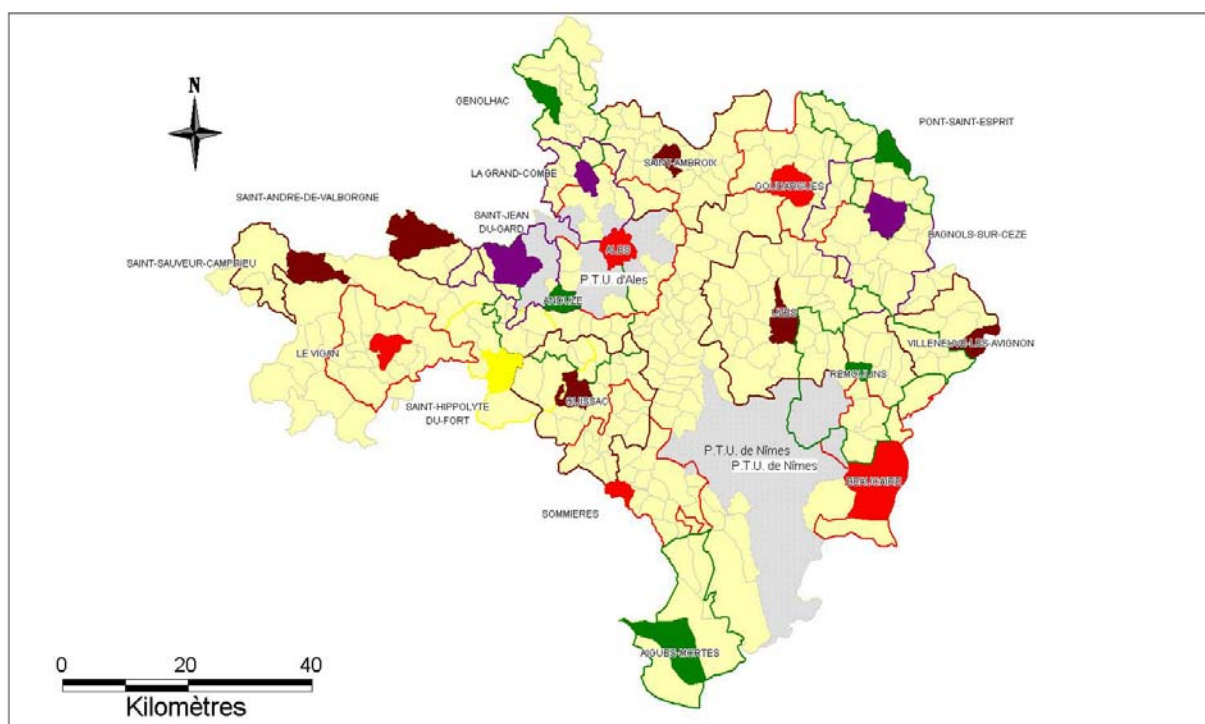 N
GENOLHAC
PONT-SAINT-ESPRIT
SAINT-AMBROIX
LA GRAND-COMBE
GOUDARGUES
SAINT-ANDRE-DE-VALBORGNE
SAINT-JEAN
DU-GARD
BAGNOLS-SUR-CEZE
ALES
SAINT-SAUVEUR-CAMPRIEU
P.T.U. d'Ales
ANDUZE
UZES
VILLENEUVE-LES-AVIGNON
LE VIGAN
REMOULINS
SAINT-HIPPOLYTE
DU-FORT
QUISSAC
P.T.U. de Nîmes
P.T.U. de Nîmes
BEAUCAIRE
SOMMIERES
AIGUES-MORTES
0 20 40
Kilomètres